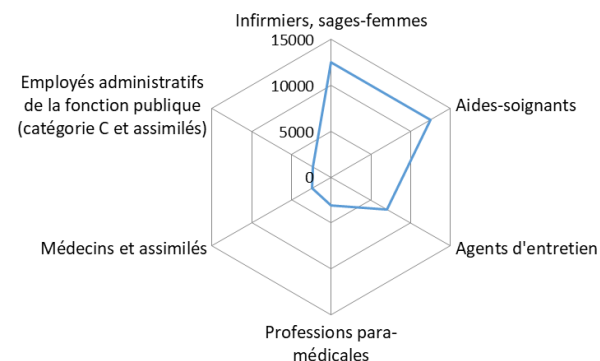 Infirmiers, sages-femmes
15000
10000
5000
0
Employés administratifs
de la fonction publique
(catégorie C et assimilés)
Aides-soignants
Médecins et assimilés
Agents d'entretien
Professions para-
médicales